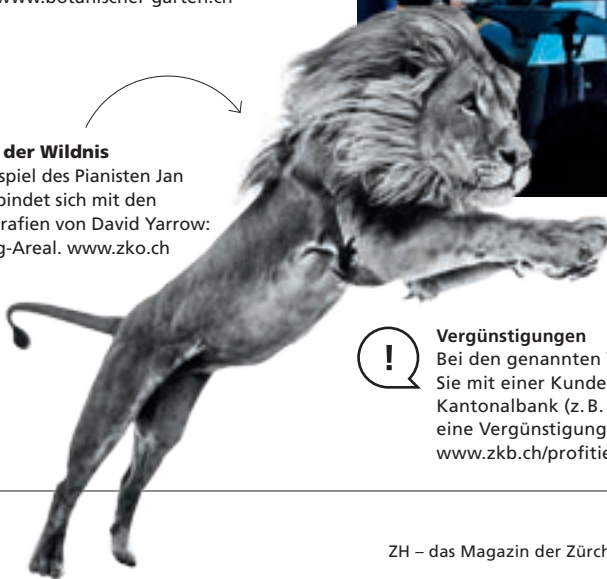 www.botanischer-garten.ch
der Wildnis
spiel des Pianisten Jan
bindet sich mit den
rafien von David Yarrow:
g-Areal. www.zko.ch
!
Vergünstigungen
Bei den genannten
Sie mit einer Kunde
Kantonalbank (z. B.
eine Vergünstigung
www.zkb.ch/profitie
ZH – das Magazin der Zürch